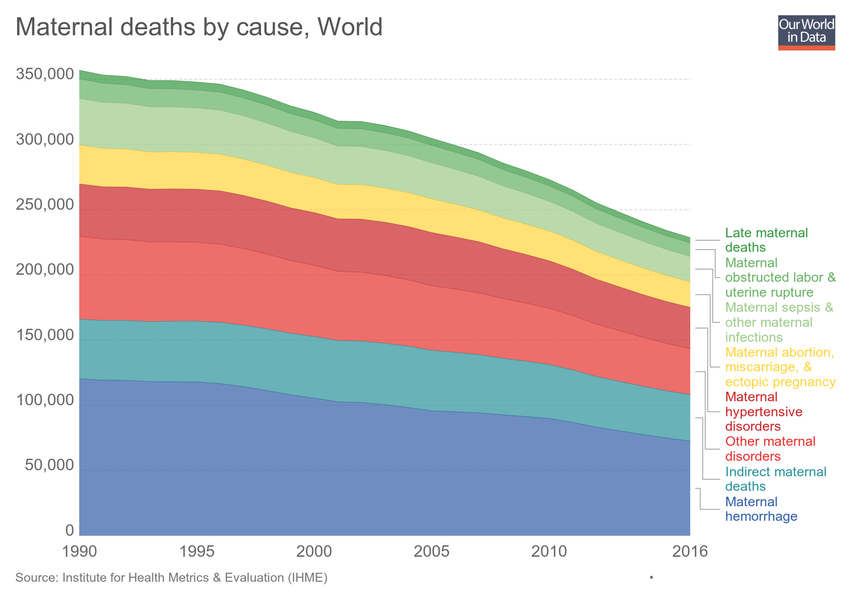 Maternal deaths by cause, World
Our World
in Data
350,000
300,000
250,000
200,000
150,000
100,000
50,000
0
1990 1995 2000 2005 2010 2016
Late maternal
deaths
Maternal
obstructed labor &
uterine rupture
Maternal sepsis &
other maternal
infections
Maternal abortion,
miscarriage, &
ectopic pregnancy
Maternal
hypertensive
disorders
Other maternal
disorders
Indirect maternal
deaths
Maternal
hemorrhage
Source: Institute for Health Metrics & Evaluation (IHME)